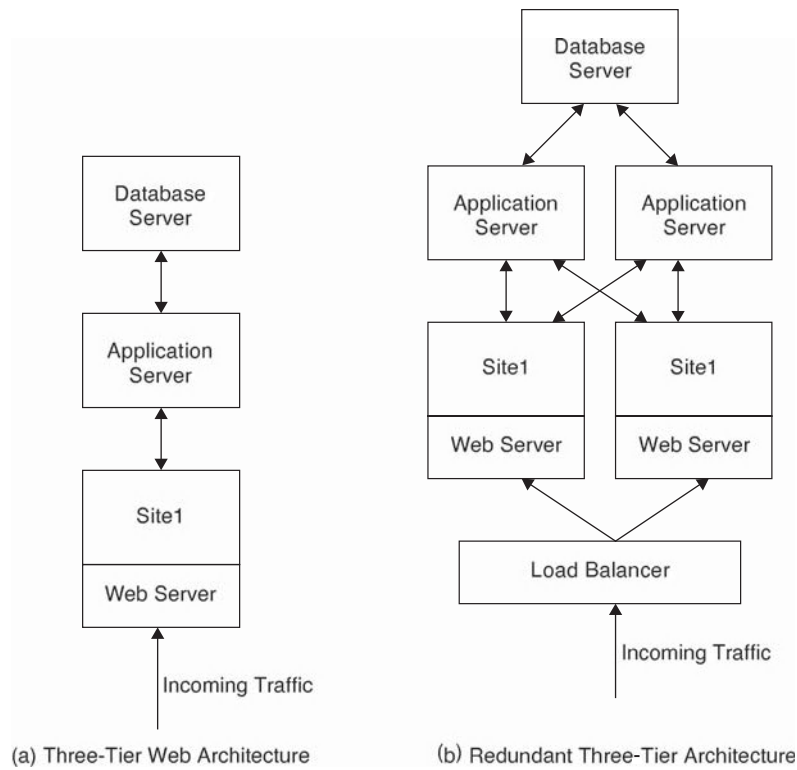 Database
Server
Application
Server
Site1
Web Server
Incoming Traffic
(a) Three-Tier Web Architecture
Database
Server
Application
Server
Application
Server
Site1
Site1
Web Server
Web Server
Load Balancer
Incoming Traffic
(b) Redundant Three-Tier Architecture